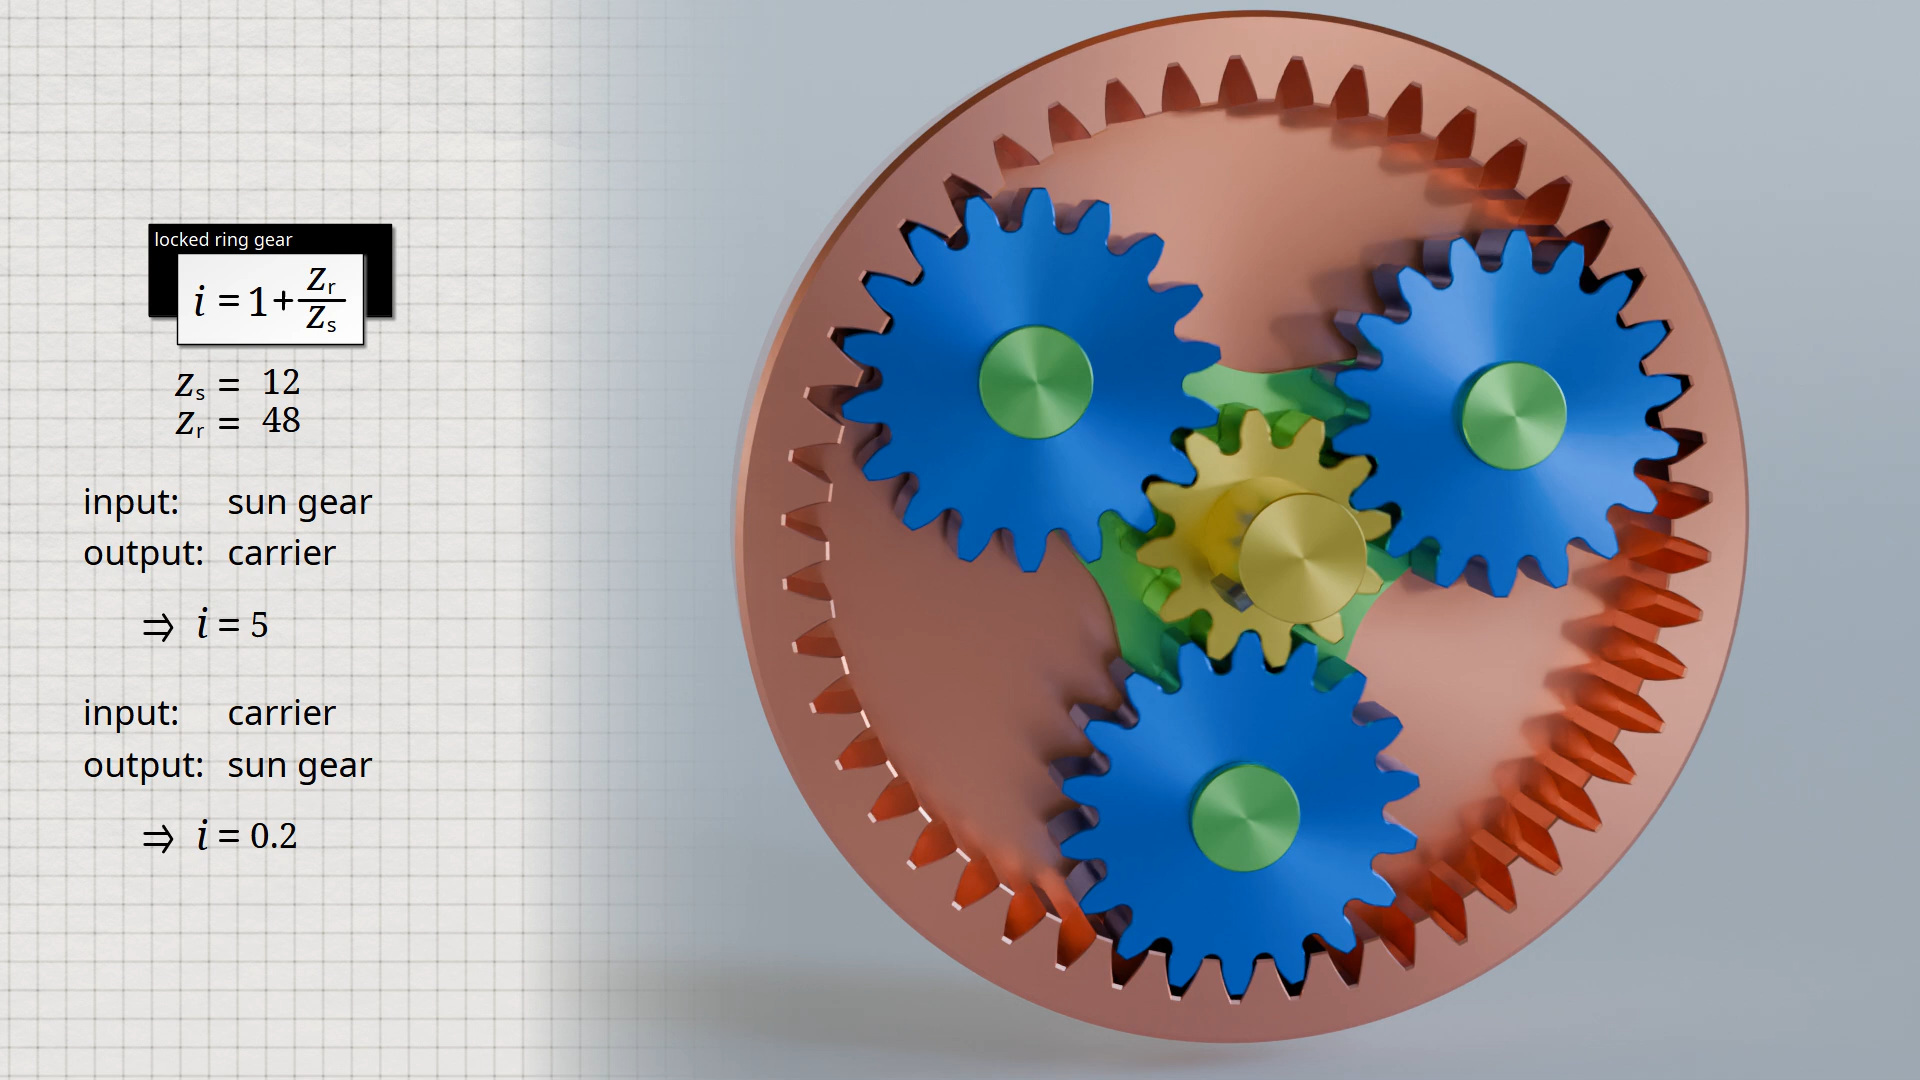 locked ring gear
i = 1 + zr/zs
zs = 12
zr = 48
input: sun gear
output: carrier
⇒ i = 5
input: carrier
output: sun gear
⇒ i = 0.2